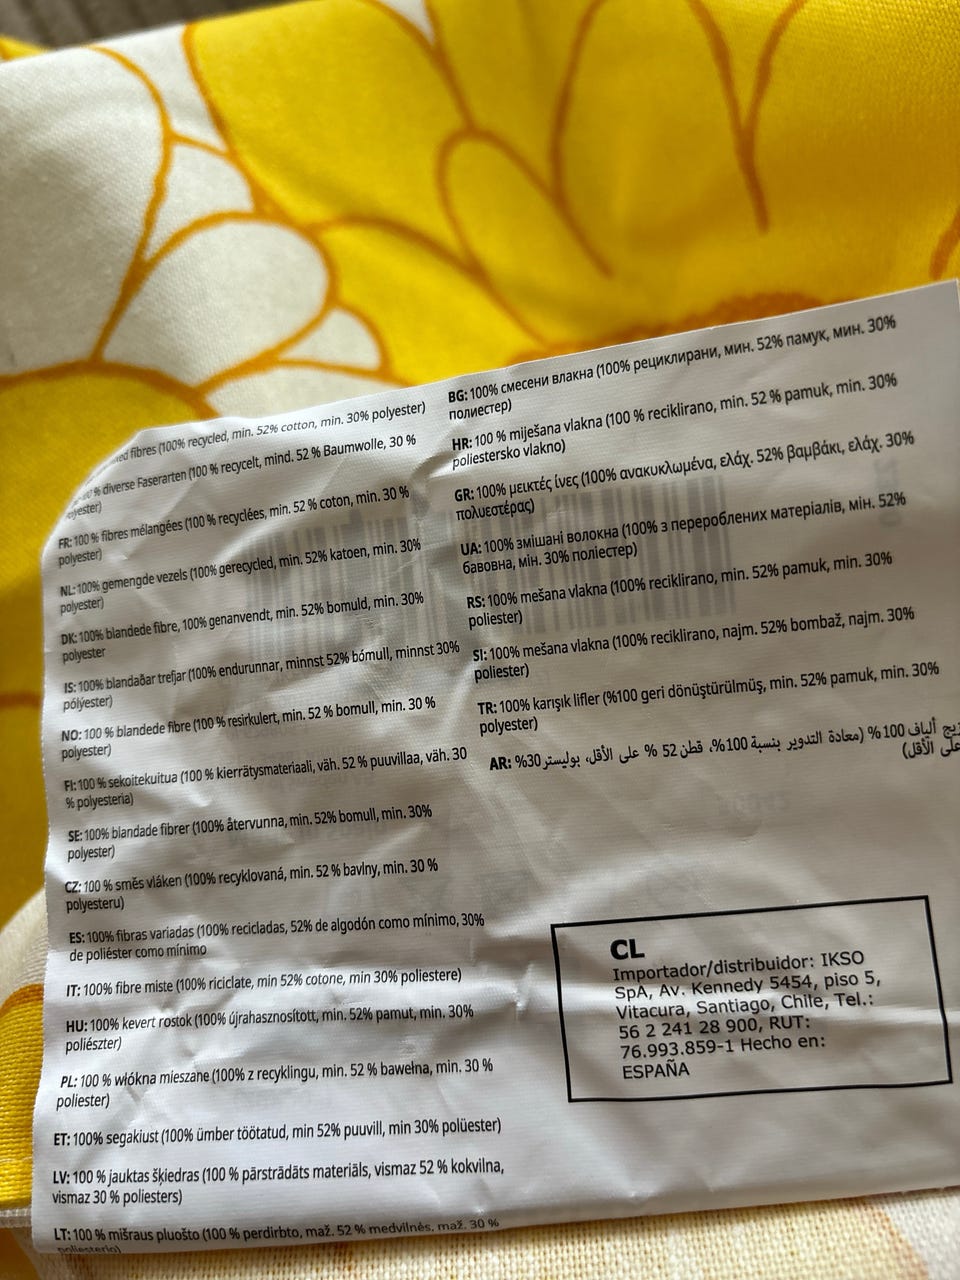 fibres (100% recycled, min. 52% cotton, min. 30% polyester)
% diverse Faserarten (100 % recycelt, mind. 52 % Baumwolle, 30 %
FR: 100 % fibres mélangées (100 % recyclées, min. 52 % coton, min. 30 %
polyester)
NL: 100% gemengde vezels (100% gerecycled, min. 52% katoen, min. 30%
polyester)
DK: 100% blandede fibre, 100% genanvendt, min. 52% bomuld, min. 30%
polyester
IS: 100% blandaðar trefjar (100% endurunnar, minnst 52% bómull, minnst 30%
pólýester)
NO: 100 % blandede fibre (100 % resirkulert, min. 52 % bomull, min. 30 %
polyester)
FI: 100 % sekoitekuitua (100 % kierrätysmateriaali, väh. 52 % puuvillaa, väh. 30
% polyesteria)
SE: 100% blandade fibrer (100% återvunna, min. 52% bomull, min. 30%
polyester)
CZ: 100 % směs vláken (100% recyklovaná, min. 52 % bavlny, min. 30 %
polyesteru)
ES: 100% fibras variadas (100% recicladas, 52% de algodón como mínimo, 30%
de poliéster como mínimo
IT: 100% fibre miste (100% riciclate, min 52% cotone, min 30% poliestere)
HU: 100% kevert rostok (100% újrahasznosított, min. 52% pamut, min. 30%
poliészter)
PL: 100 % włókna mieszane (100% z recyklingu, min. 52 % bawełna, min. 30 %
poliester)
ET: 100% segakiust (100% ümber töötatud, min 52% puuvill, min 30% polüester)
LV: 100 % jauktas šķiedras (100 % pārstrādāts materiāls, vismaz 52 % kokvilna,
vismaz 30 % poliesters)
LT: 100 % mišraus pluošto (100 % perdirbto, maž. 52 % medvilnės, maž. 30 %
BG: 100% смесени влакна (100% рециклирани, мин. 52% памук, мин. 30%
полиестер)
HR: 100 % miješana vlakna (100 % reciklirano, min. 52 % pamuk, min. 30%
poliestersko vlakno)
GR: 100% μεικτές ίνες (100% ανακυκλωμένα, ελάχ. 52% βαμβάκι, ελάχ. 30%
πολυεστέρας)
UA: 100% змішані волокна (100% з перероблених матеріалів, мін. 52%
бавовна, мін. 30% поліестер)
RS: 100% mešana vlakna (100% reciklirano, min. 52% pamuk, min. 30%
poliester)
SI: 100% mešana vlakna (100% reciklirano, najm. 52% bombaž, najm. 30%
poliester)
TR: 100% karışık lifler (%100 geri dönüştürülmüş, min. 52% pamuk, min. 30%
polyester)
AR: ألياف 100% (معادة التدوير بنسبة 100%، قطن 52 % على الأقل، بوليستر 30%
على الأقل)
CL
Importador/distribuidor: IKSO
SpA, Av. Kennedy 5454, piso 5,
Vitacura, Santiago, Chile, Tel.:
56 2 241 28 900, RUT:
76.993.859-1 Hecho en:
ESPAÑA